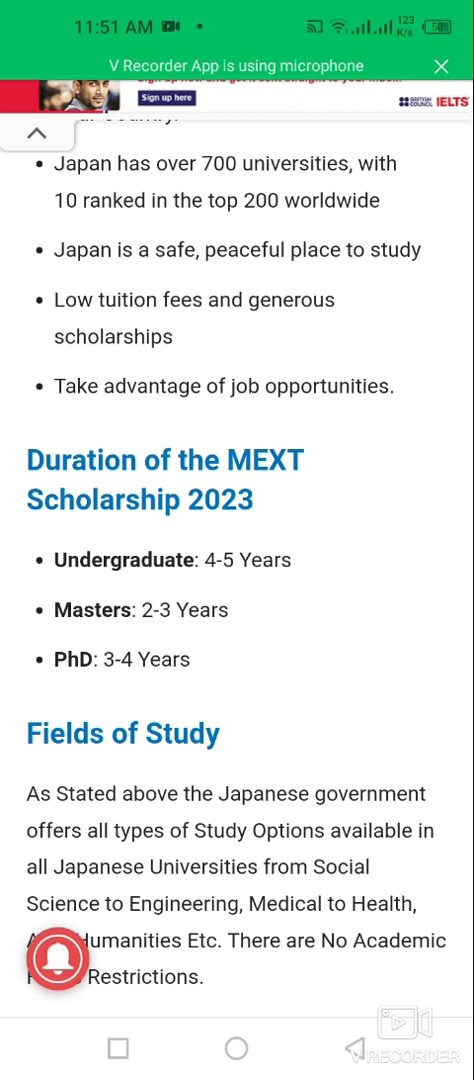 11:51 AM
123
K/s
50
V Recorder App is using microphone
Sign up here
BRITISH
COUNCIL
IELTS
Japan has over 700 universities, with
10 ranked in the top 200 worldwide
Japan is a safe, peaceful place to study
Low tuition fees and generous
scholarships
Take advantage of job opportunities.
Duration of the MEXT
Scholarship 2023
Undergraduate: 4-5 Years
Masters: 2-3 Years
PhD: 3-4 Years
Fields of Study
As Stated above the Japanese government
offers all types of Study Options available in
all Japanese Universities from Social
Science to Engineering, Medical to Health,
Humanities Etc. There are No Academic
Restrictions.
V RECORDER